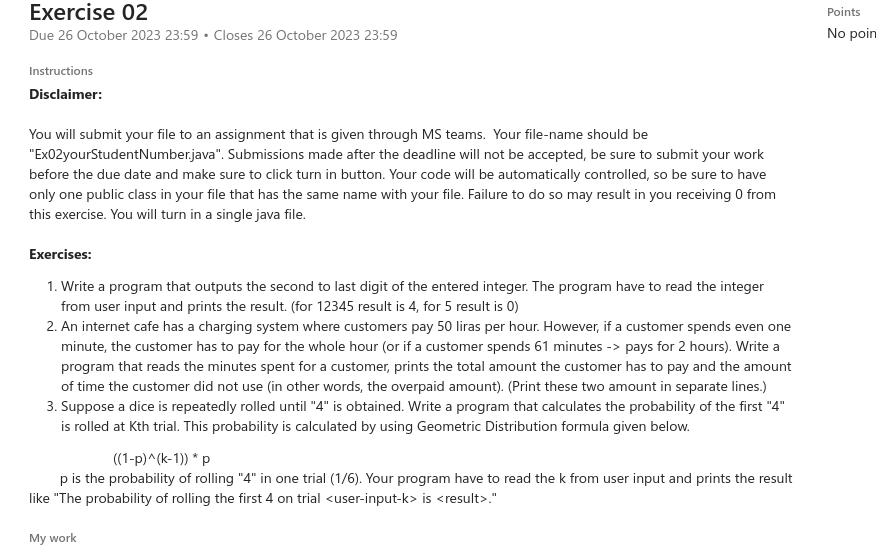 Exercise 02
Points
Due 26 October 2023 23:59 • Closes 26 October 2023 23:59
No poin
Instructions
Disclaimer:
You will submit your file to an assignment that is given through MS teams.  Your file-name should be
"Ex02yourStudentNumber.java". Submissions made after the deadline will not be accepted, be sure to submit your work
before the due date and make sure to click turn in button. Your code will be automatically controlled, so be sure to have
only one public class in your file that has the same name with your file. Failure to do so may result in you receiving 0 from
this exercise. You will turn in a single java file.
Exercises:
1. Write a program that outputs the second to last digit of the entered integer. The program have to read the integer
from user input and prints the result. (for 12345 result is 4, for 5 result is 0)
2. An internet cafe has a charging system where customers pay 50 liras per hour. However, if a customer spends even one
minute, the customer has to pay for the whole hour (or if a customer spends 61 minutes -> pays for 2 hours). Write a
program that reads the minutes spent for a customer, prints the total amount the customer has to pay and the amount
of time the customer did not use (in other words, the overpaid amount). (Print these two amount in separate lines.)
3. Suppose a dice is repeatedly rolled until "4" is obtained. Write a program that calculates the probability of the first "4"
is rolled at Kth trial. This probability is calculated by using Geometric Distribution formula given below.
((1-p)^(k-1)) * p
p is the probability of rolling "4" in one trial (1/6). Your program have to read the k from user input and prints the result
like "The probability of rolling the first 4 on trial <user-input-k> is <result>."
My work